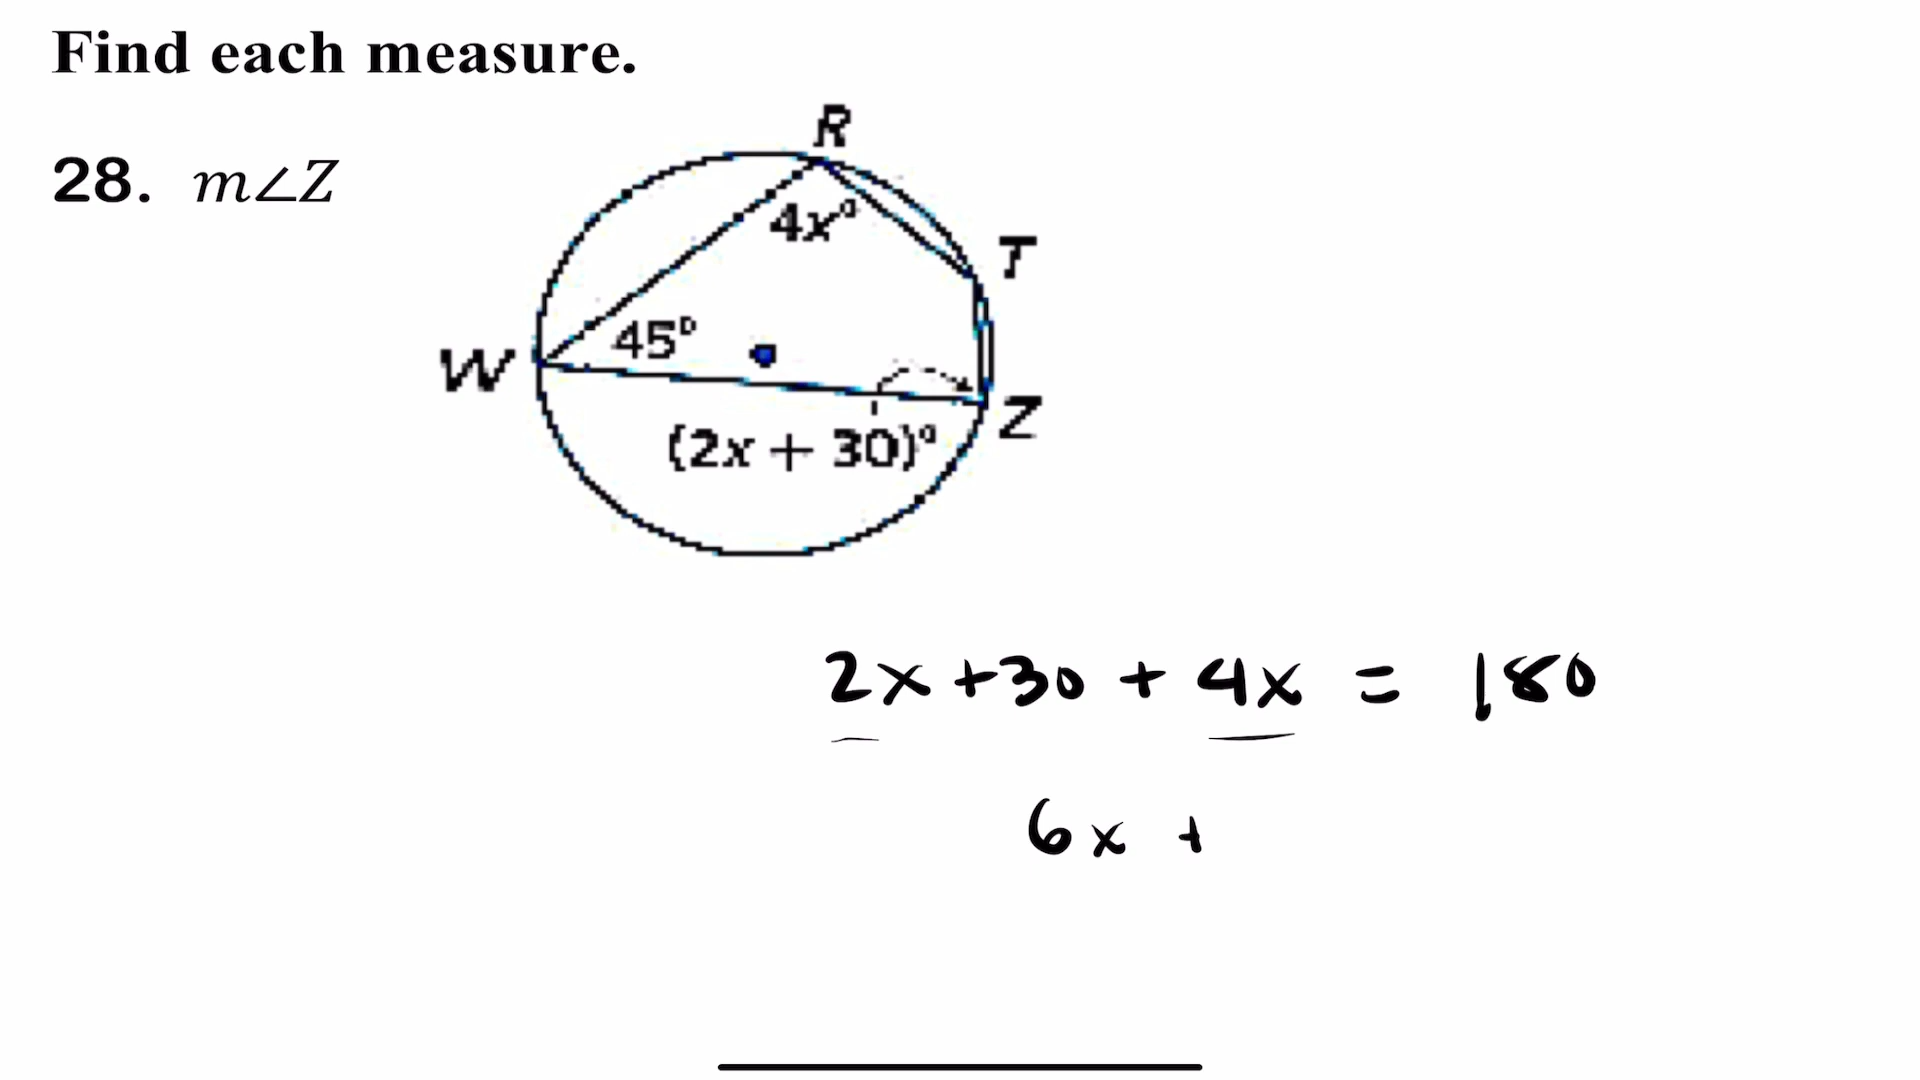 Find each measure.
28. m∠Z
R
4x°
T
45°
W
Z
(2x + 30)°
2x +30 + 4x = 180
6x +